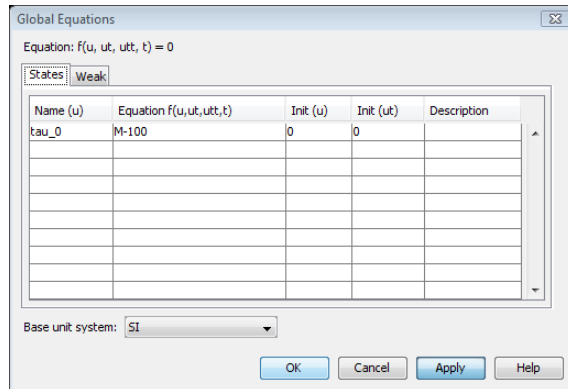 Global Equations
Equation: f(u, ut, utt, t) = 0
States Weak
Name (u) Equation f(u,ut,utt,t) Init (u) Init (ut) Description
tau_0 M-100 0 0
Base unit system: SI
OK Cancel Apply Help